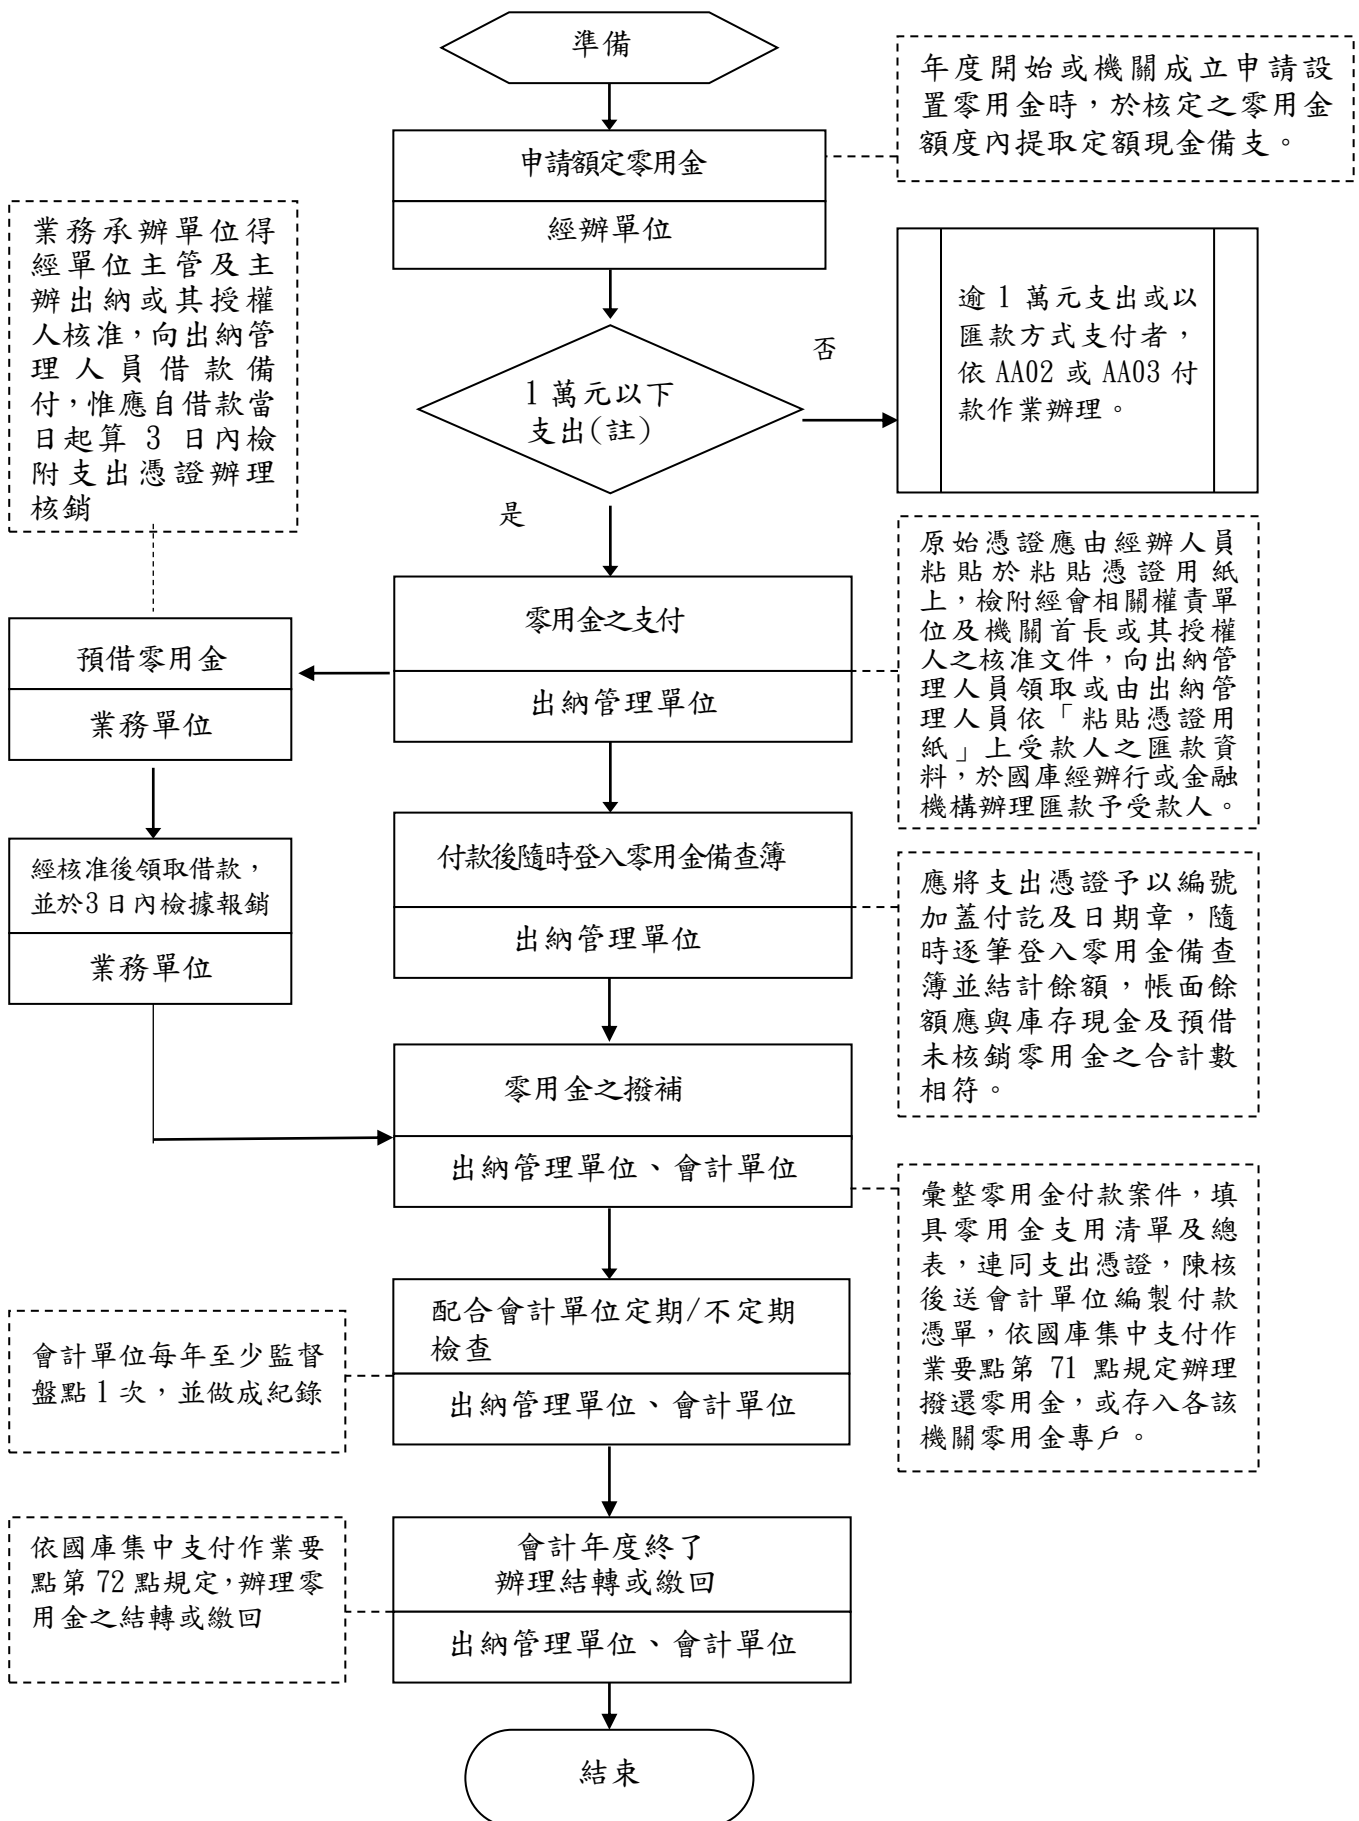 準備
年度開始或機關成立申請設
置零用金時，於核定之零用金
額度內提取定額現金備支。
申請額定零用金
經辦單位
業務承辦單位得
經單位主管及主
辦出納或其授權
人核准，向出納管
理人員借款備
付，惟應自借款當
日起算 3 日內檢
附支出憑證辦理
核銷
逾 1 萬元支出或以
匯款方式支付者，
依 AA02 或 AA03 付
款作業辦理。
否
1 萬元以下
支出(註)
是
原始憑證應由經辦人員
粘貼於粘貼憑證用紙
上，檢附經會相關權責單
位及機關首長或其授權
人之核准文件，向出納管
理人員領取或由出納管
理人員依「粘貼憑證用
紙」上受款人之匯款資
料，於國庫經辦行或金融
機構辦理匯款予受款人。
零用金之支付
出納管理單位
預借零用金
業務單位
經核准後領取借款，
並於3日內檢據報銷
業務單位
付款後隨時登入零用金備查簿
出納管理單位
應將支出憑證予以編號
加蓋付訖及日期章，隨
時逐筆登入零用金備查
簿並結計餘額，帳面餘
額應與庫存現金及預借
未核銷零用金之合計數
相符。
零用金之撥補
出納管理單位、會計單位
彙整零用金付款案件，填
具零用金支用清單及總
表，連同支出憑證，陳核
後送會計單位編製付款
憑單，依國庫集中支付作
業要點第 71 點規定辦理
撥還零用金，或存入各該
機關零用金專戶。
配合會計單位定期/不定期
檢查
出納管理單位、會計單位
會計單位每年至少監督
盤點 1 次，並做成紀錄
會計年度終了
辦理結轉或繳回
出納管理單位、會計單位
依國庫集中支付作業要
點第 72 點規定，辦理零
用金之結轉或繳回
結束